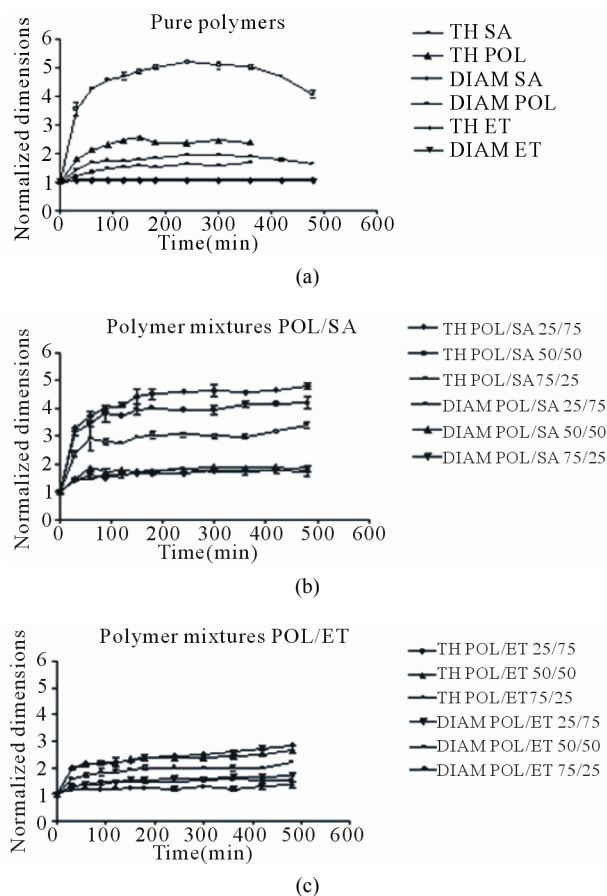 Pure polymers
Normalized dimensions
6
5
4
3
2
1
0
0 100 200 300 400 500 600
Time(min)
TH SA
TH POL
DIAM SA
DIAM POL
TH ET
DIAM ET
(a)
Polymer mixtures POL/SA
Normalized dimensions
6
5
4
3
2
1
0
0 100 200 300 400 500 600
Time(min)
TH POL/SA 25/75
TH POL/SA 50/50
TH POL/SA75/25
DIAM POL/SA 25/75
DIAM POL/SA 50/50
DIAM POL/SA 75/25
(b)
Polymer mixtures POL/ET
Normalized dimensions
6
5
4
3
2
1
0
0 100 200 300 400 500 600
Time(min)
TH POL/ET 25/75
TH POL/ET 50/50
TH POL/ET75/25
DIAM POL/ET 25/75
DIAM POL/ET 50/50
DIAM POL/ET 75/25
(c)